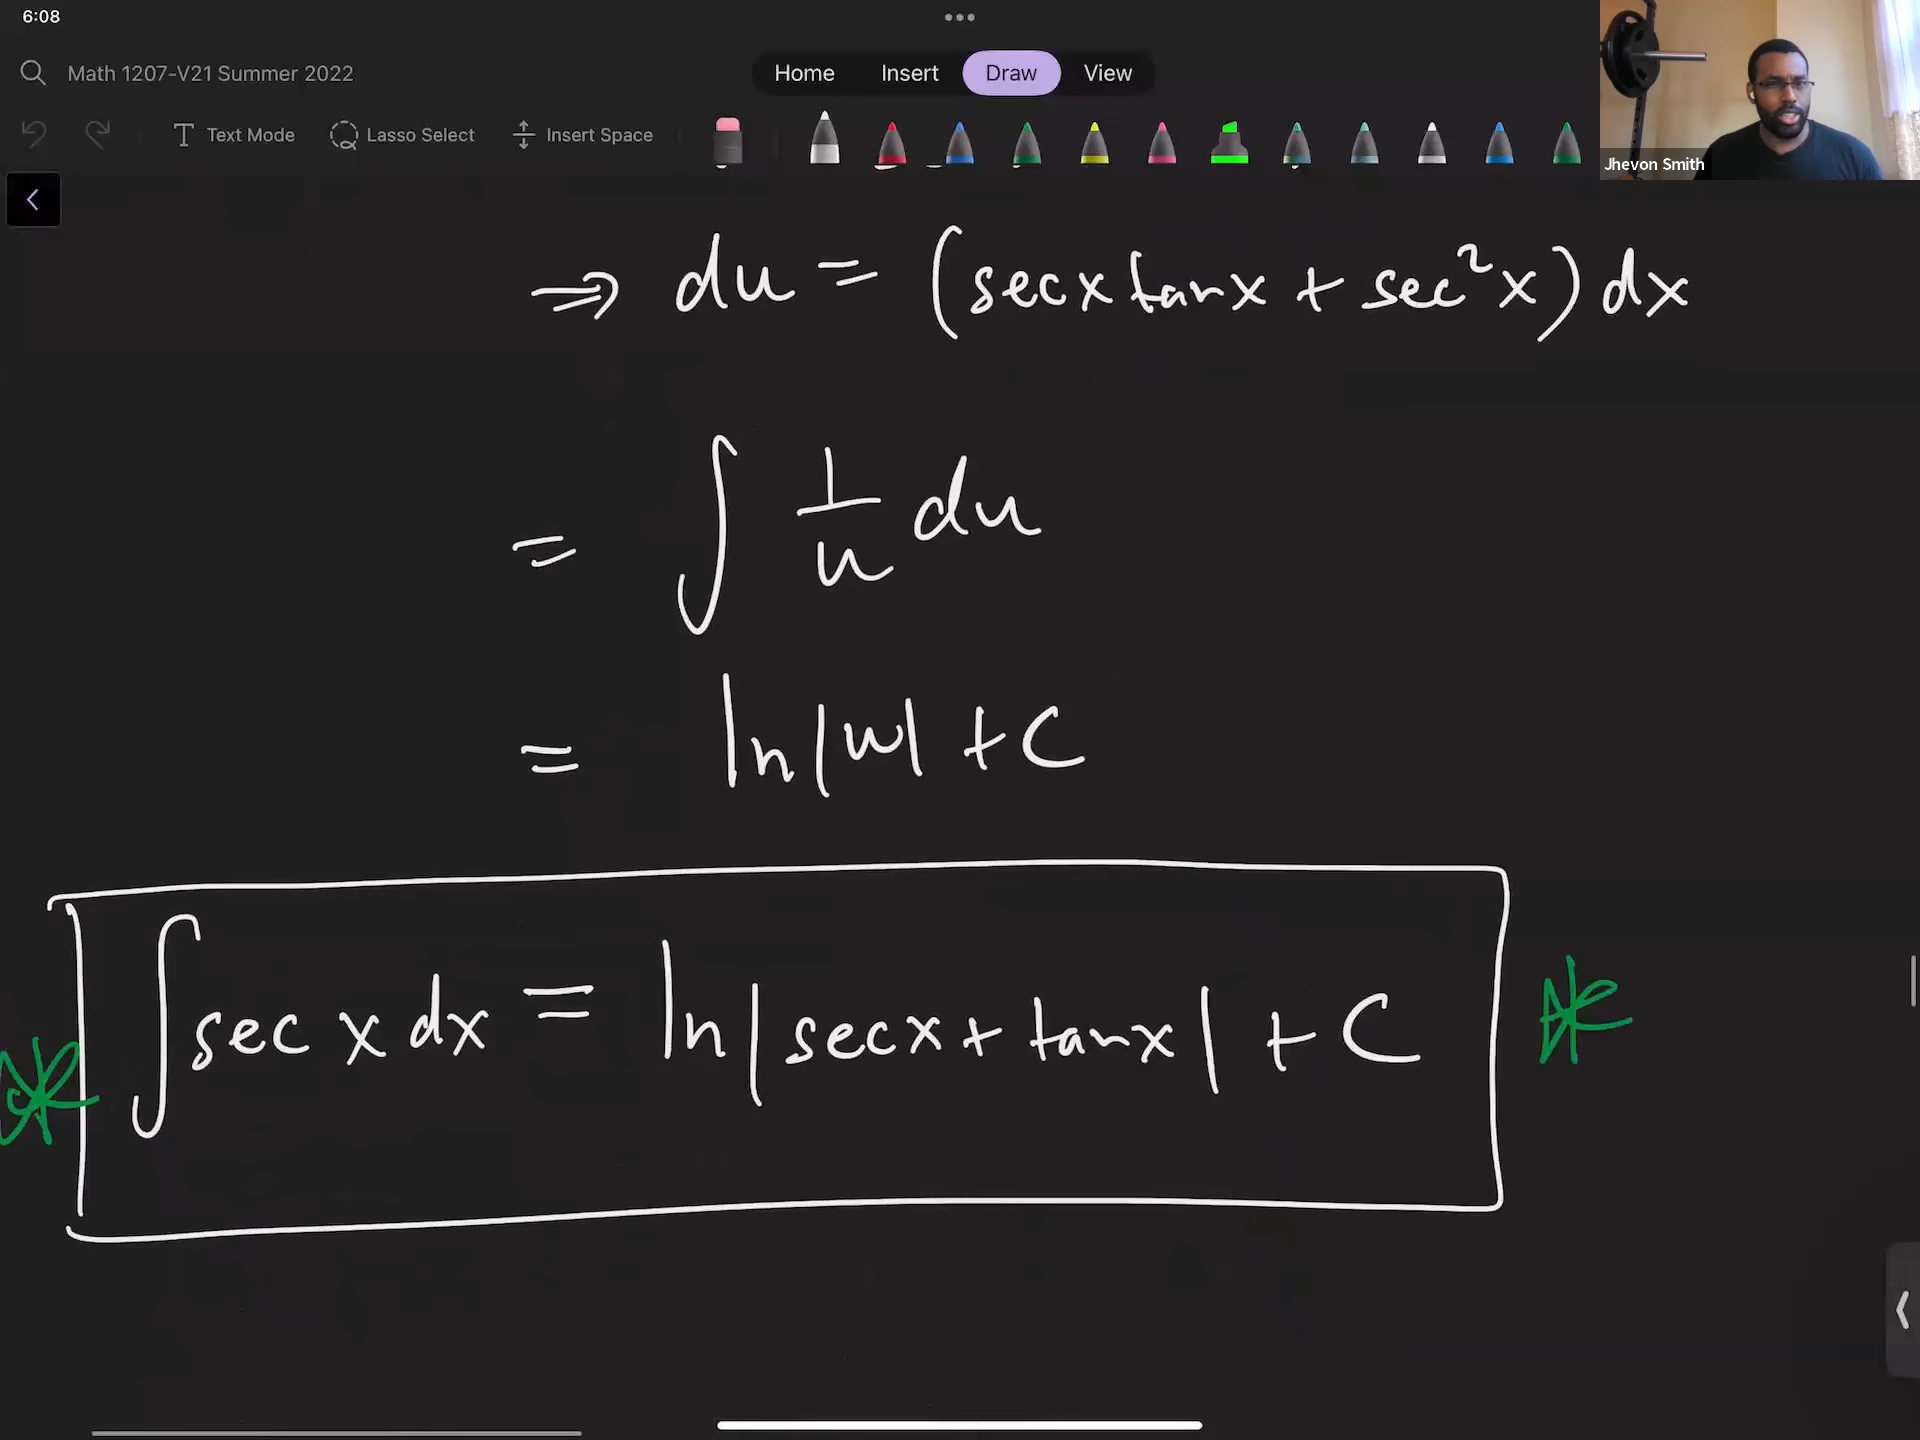 6:08
Math 1207-V21 Summer 2022
Home Insert Draw View
Text Mode Lasso Select Insert Space
Jhevon Smith
⇒ du = (sec x tan x + sec² x) dx
= ∫ 1/u du
= ln|u| + C
∫ sec x dx = ln|sec x + tan x| + C